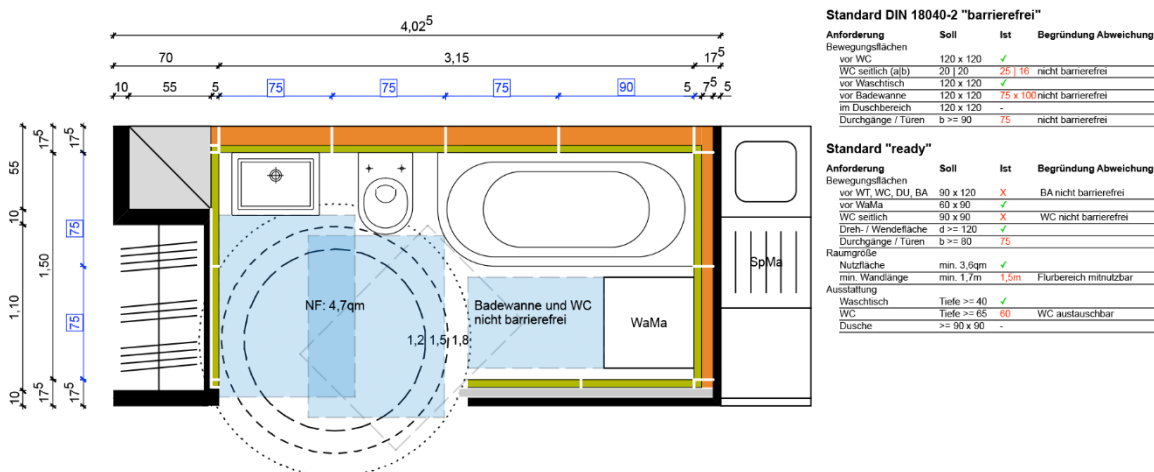 4,02⁵
70 3,15 17⁵
10 55 5 75 75 75 90 5 7⁵ 5
55 10 1,50 1,10 10
17⁵ 75 75 17⁵
17⁵ 75 75 17⁵
NF: 4,7qm
1,2 1,5 1,8
Badewanne und WC
nicht barrierefrei
WaMa
SpMa
Standard DIN 18040-2 "barrierefrei"
Anforderung Soll Ist Begründung Abweichung
Bewegungsflächen
vor WC 120 x 120 ✓
WC seitlich (a|b) 20 | 20 25 | 16 nicht barrierefrei
vor Waschtisch 120 x 120 ✓
vor Badewanne 120 x 120 75 x 100 nicht barrierefrei
im Duschbereich 120 x 120 -
Durchgänge / Türen b >= 90 75 nicht barrierefrei
Standard "ready"
Anforderung Soll Ist Begründung Abweichung
Bewegungsflächen
vor WT, WC, DU, BA 90 x 120 X BA nicht barrierefrei
vor WaMa 60 x 90 ✓
WC seitlich 90 x 90 X WC nicht barrierefrei
Dreh- / Wendefläche d >= 120 ✓
Durchgänge / Türen b >= 80 75
Raumgröße
Nutzfläche min. 3,6qm ✓
min. Wandlänge min. 1,7m 1,5m Flurbereich mitnutzbar
Ausstattung
Waschtisch Tiefe >= 40 ✓
WC Tiefe >= 65 60 WC austauschbar
Dusche >= 90 x 90 -